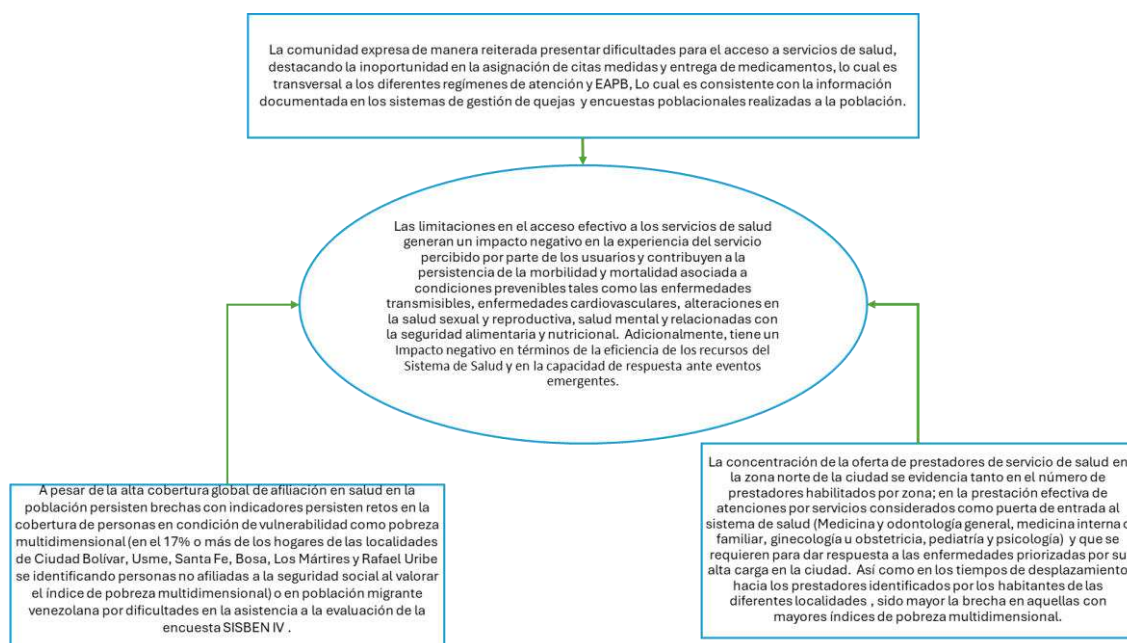 La comunidad expresa de manera reiterada presentar dificultades para el acceso a servicios de salud,
destacando la inoportunidad en la asignación de citas medidas y entrega de medicamentos, lo cual es
transversal a los diferentes regímenes de atención y EAPB, Lo cual es consistente con la información
documentada en los sistemas de gestión de quejas y encuestas poblacionales realizadas a la población.
Las limitaciones en el acceso efectivo a los servicios de salud
generan un impacto negativo en la experiencia del servicio
percibido por parte de los usuarios y contribuyen a la
persistencia de la morbilidad y mortalidad asociada a
condiciones prevenibles tales como las enfermedades
transmisibles, enfermedades cardiovasculares, alteraciones en
la salud sexual y reproductiva, salud mental y relacionadas con
la seguridad alimentaria y nutricional. Adicionalmente, tiene un
Impacto negativo en términos de la eficiencia de los recursos del
Sistema de Salud y en la capacidad de respuesta ante eventos
emergentes.
A pesar de la alta cobertura global de afiliación en salud en la
población persisten brechas con indicadores persisten retos en la
cobertura de personas en condición de vulnerabilidad como pobreza
multidimensional (en el 17% o más de los hogares de las localidades
de Ciudad Bolívar, Usme, Santa Fe, Bosa, Los Mártires y Rafael Uribe
se identificando personas no afiliadas a la seguridad social al valorar
el índice de pobreza multidimensional) o en población migrante
venezolana por dificultades en la asistencia a la evaluación de la
encuesta SISBEN IV .
La concentración de la oferta de prestadores de servicio de salud en
la zona norte de la ciudad se evidencia tanto en el número de
prestadores habilitados por zona; en la prestación efectiva de
atenciones por servicios considerados como puerta de entrada al
sistema de salud (Medicina y odontología general, medicina interna o
familiar, ginecología u obstetricia, pediatría y psicología) y que se
requieren para dar respuesta a las enfermedades priorizadas por su
alta carga en la ciudad. Así como en los tiempos de desplazamiento
hacia los prestadores identificados por los habitantes de las
diferentes localidades , sido mayor la brecha en aquellas con
mayores índices de pobreza multidimensional.